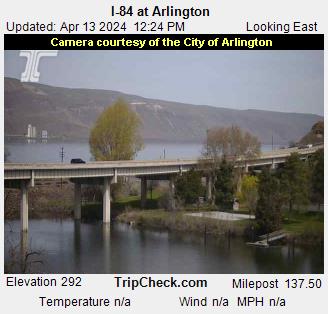 I-84 at Arlington
Updated: Apr 13 2024 12:24 PM Looking East
Camera courtesy of the City of Arlington
Elevation 292 TripCheck.com Milepost 137.50
Temperature n/a Wind n/a MPH n/a